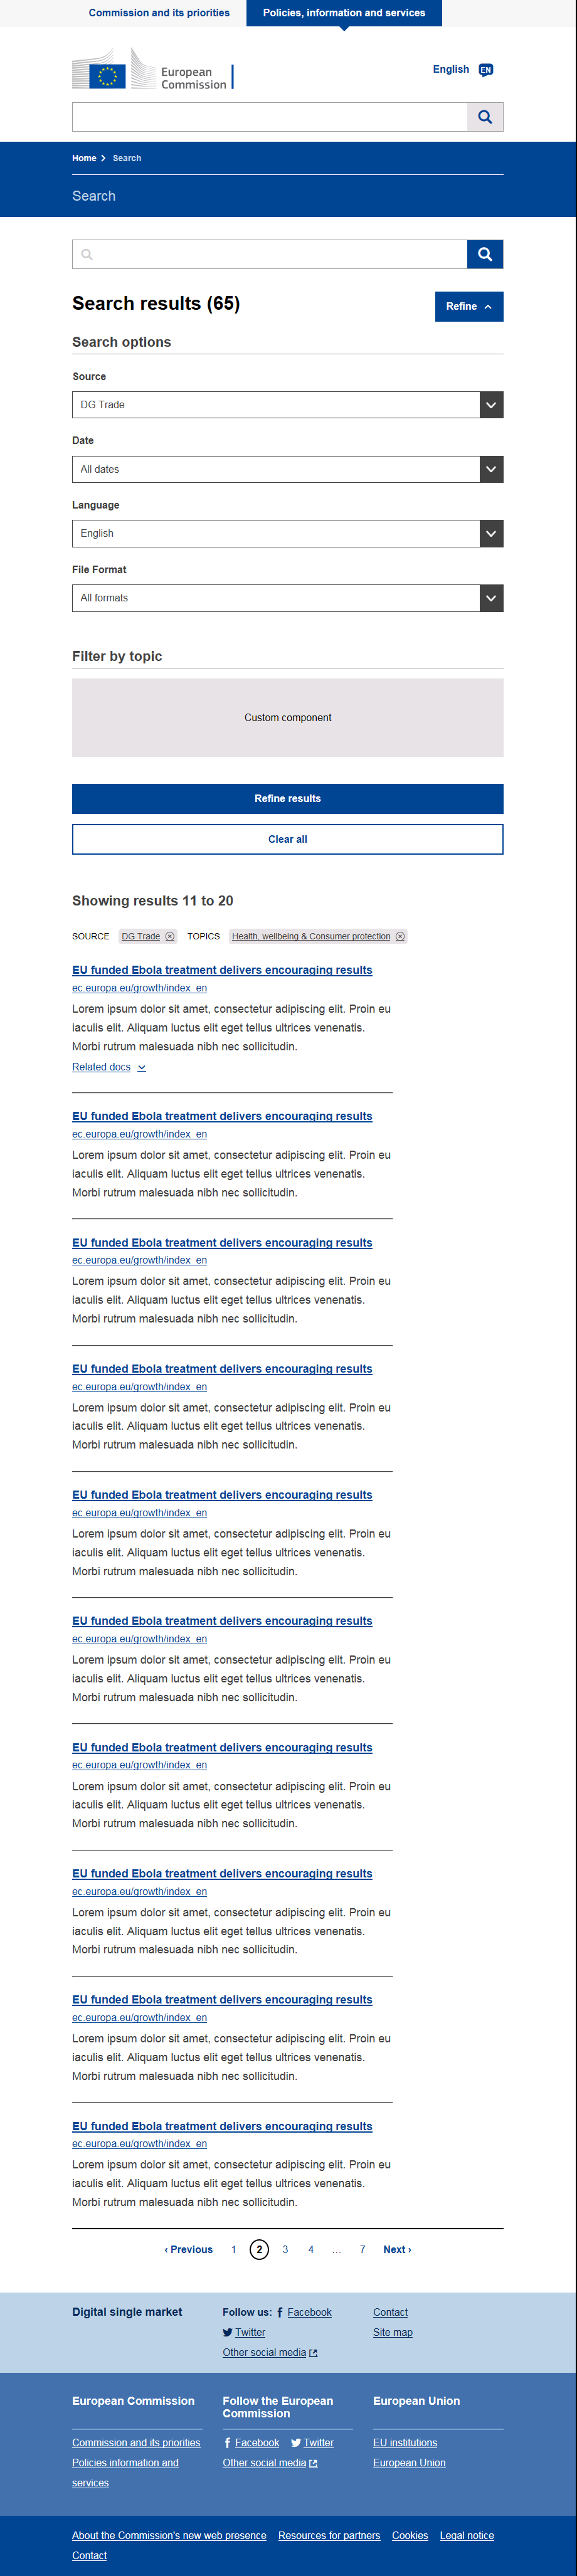 Commission and its priorities Policies, information and services
European
Commission
English EN
Home Search
Search
Search results (65)
Refine
Search options
Source
DG Trade
Date
All dates
Language
English
File Format
All formats
Filter by topic
Custom component
Refine results
Clear all
Showing results 11 to 20
SOURCE DG Trade TOPICS Health, wellbeing & Consumer protection
EU funded Ebola treatment delivers encouraging results
ec.europa.eu/growth/index_en
Lorem ipsum dolor sit amet, consectetur adipiscing elit. Proin eu
iaculis elit. Aliquam luctus elit eget tellus ultrices venenatis.
Morbi rutrum malesuada nibh nec sollicitudin.
Related docs
EU funded Ebola treatment delivers encouraging results
ec.europa.eu/growth/index_en
Lorem ipsum dolor sit amet, consectetur adipiscing elit. Proin eu
iaculis elit. Aliquam luctus elit eget tellus ultrices venenatis.
Morbi rutrum malesuada nibh nec sollicitudin.
EU funded Ebola treatment delivers encouraging results
ec.europa.eu/growth/index_en
Lorem ipsum dolor sit amet, consectetur adipiscing elit. Proin eu
iaculis elit. Aliquam luctus elit eget tellus ultrices venenatis.
Morbi rutrum malesuada nibh nec sollicitudin.
EU funded Ebola treatment delivers encouraging results
ec.europa.eu/growth/index_en
Lorem ipsum dolor sit amet, consectetur adipiscing elit. Proin eu
iaculis elit. Aliquam luctus elit eget tellus ultrices venenatis.
Morbi rutrum malesuada nibh nec sollicitudin.
EU funded Ebola treatment delivers encouraging results
ec.europa.eu/growth/index_en
Lorem ipsum dolor sit amet, consectetur adipiscing elit. Proin eu
iaculis elit. Aliquam luctus elit eget tellus ultrices venenatis.
Morbi rutrum malesuada nibh nec sollicitudin.
EU funded Ebola treatment delivers encouraging results
ec.europa.eu/growth/index_en
Lorem ipsum dolor sit amet, consectetur adipiscing elit. Proin eu
iaculis elit. Aliquam luctus elit eget tellus ultrices venenatis.
Morbi rutrum malesuada nibh nec sollicitudin.
EU funded Ebola treatment delivers encouraging results
ec.europa.eu/growth/index_en
Lorem ipsum dolor sit amet, consectetur adipiscing elit. Proin eu
iaculis elit. Aliquam luctus elit eget tellus ultrices venenatis.
Morbi rutrum malesuada nibh nec sollicitudin.
EU funded Ebola treatment delivers encouraging results
ec.europa.eu/growth/index_en
Lorem ipsum dolor sit amet, consectetur adipiscing elit. Proin eu
iaculis elit. Aliquam luctus elit eget tellus ultrices venenatis.
Morbi rutrum malesuada nibh nec sollicitudin.
EU funded Ebola treatment delivers encouraging results
ec.europa.eu/growth/index_en
Lorem ipsum dolor sit amet, consectetur adipiscing elit. Proin eu
iaculis elit. Aliquam luctus elit eget tellus ultrices venenatis.
Morbi rutrum malesuada nibh nec sollicitudin.
EU funded Ebola treatment delivers encouraging results
ec.europa.eu/growth/index_en
Lorem ipsum dolor sit amet, consectetur adipiscing elit. Proin eu
iaculis elit. Aliquam luctus elit eget tellus ultrices venenatis.
Morbi rutrum malesuada nibh nec sollicitudin.
‹ Previous 1 2 3 4 ... 7 Next ›
Digital single market
Follow us: Facebook
Twitter
Other social media
Contact
Site map
European Commission
Commission and its priorities
Policies information and
services
Follow the European
Commission
Facebook Twitter
Other social media
European Union
EU institutions
European Union
About the Commission's new web presence Resources for partners Cookies Legal notice
Contact